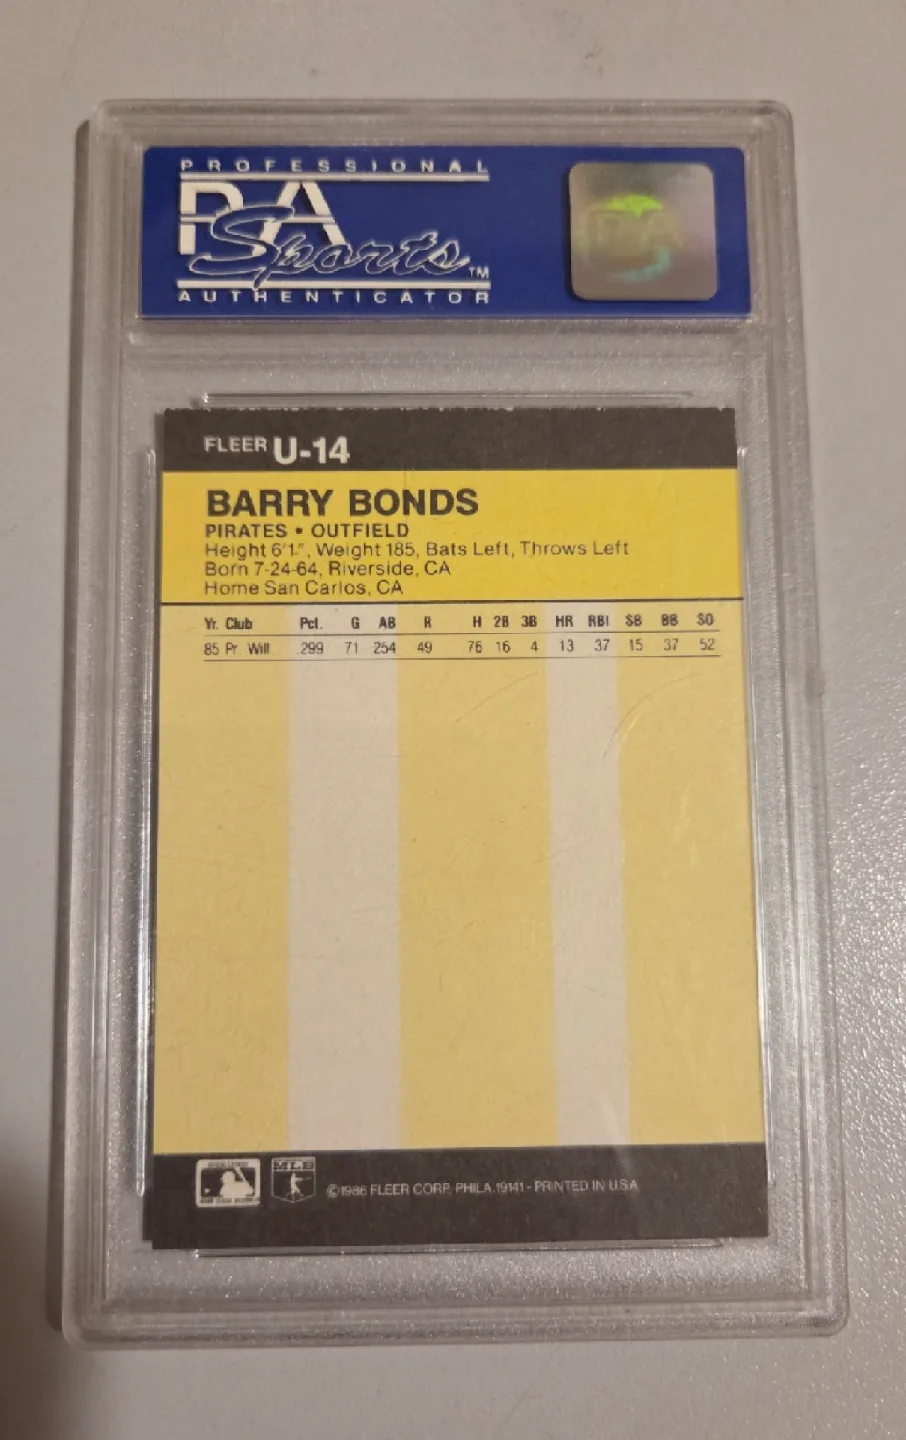 PROFESSIONAL
PSA
Sports™
AUTHENTICATOR
PSA
FLEER U-14
BARRY BONDS
PIRATES • OUTFIELD
Height 6'1", Weight 185, Bats Left, Throws Left
Born 7-24-64, Riverside, CA
Home San Carlos, CA
Yr. Club Pct. G AB R H 2B 3B HR RBI SB BB SO
85 Pr. Will. .299 71 254 49 76 16 4 13 37 15 37 52
MLB
©1986 FLEER CORP. PHILA. 19141 - PRINTED IN U.S.A.